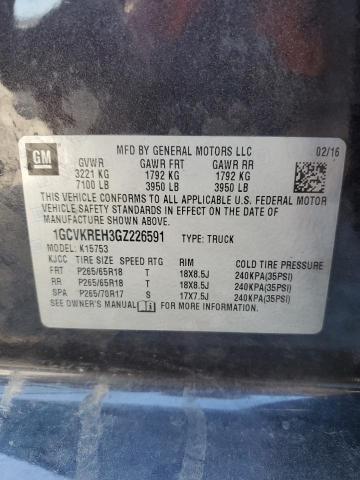 GM
MFD BY GENERAL MOTORS LLC 02/16
GVWR GAWR FRT GAWR RR
3221 KG 1792 KG 1792 KG
7100 LB 3950 LB 3950 LB
THIS VEHICLE CONFORMS TO ALL APPLICABLE U.S. FEDERAL MOTOR
VEHICLE SAFETY STANDARDS IN EFFECT ON THE DATE OF
MANUFACTURE SHOWN ABOVE.
1GCVKREH3GZ226591 TYPE: TRUCK
MODEL: K15753
KJCC TIRE SIZE SPEED RTG RIM COLD TIRE PRESSURE
FRT P265/65R18 T 18X8.5J 240KPA(35PSI)
RR P265/65R18 T 18X8.5J 240KPA(35PSI)
SPA P265/70R17 S 17X7.5J 240KPA(35PSI)
SEE OWNER'S MANUAL FOR MORE INFORMATION.